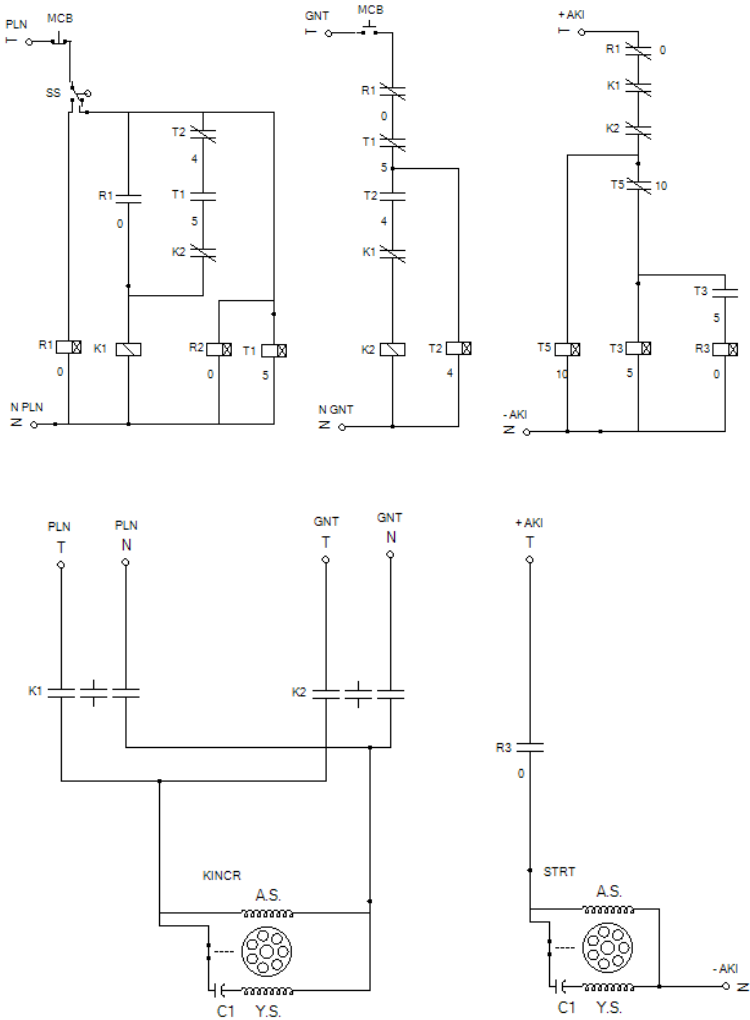 PLN
T
MCB
SS
R1
0
T2
4
T1
5
K2
R1
0
K1
R2
0
T1
5
N PLN
N
GNT
T
MCB
R1
0
T1
5
T2
4
K1
K2
T2
4
N GNT
N
+ AKI
T
R1
0
K1
K2
T5
10
T3
5
T5
10
T3
5
R3
0
- AKI
N
PLN
T
PLN
N
GNT
T
GNT
N
K1
K2
KINCR
A.S.
C1
Y.S.
+ AKI
T
R3
0
STRT
A.S.
C1
Y.S.
- AKI
N